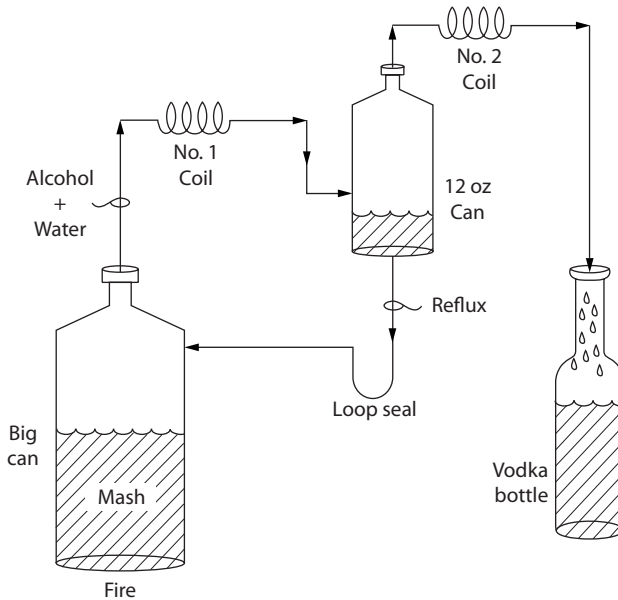 No. 2
Coil
No. 1
Coil
Alcohol
+
Water
12 oz
Can
Reflux
Loop seal
Big
can
Mash
Vodka
bottle
Fire